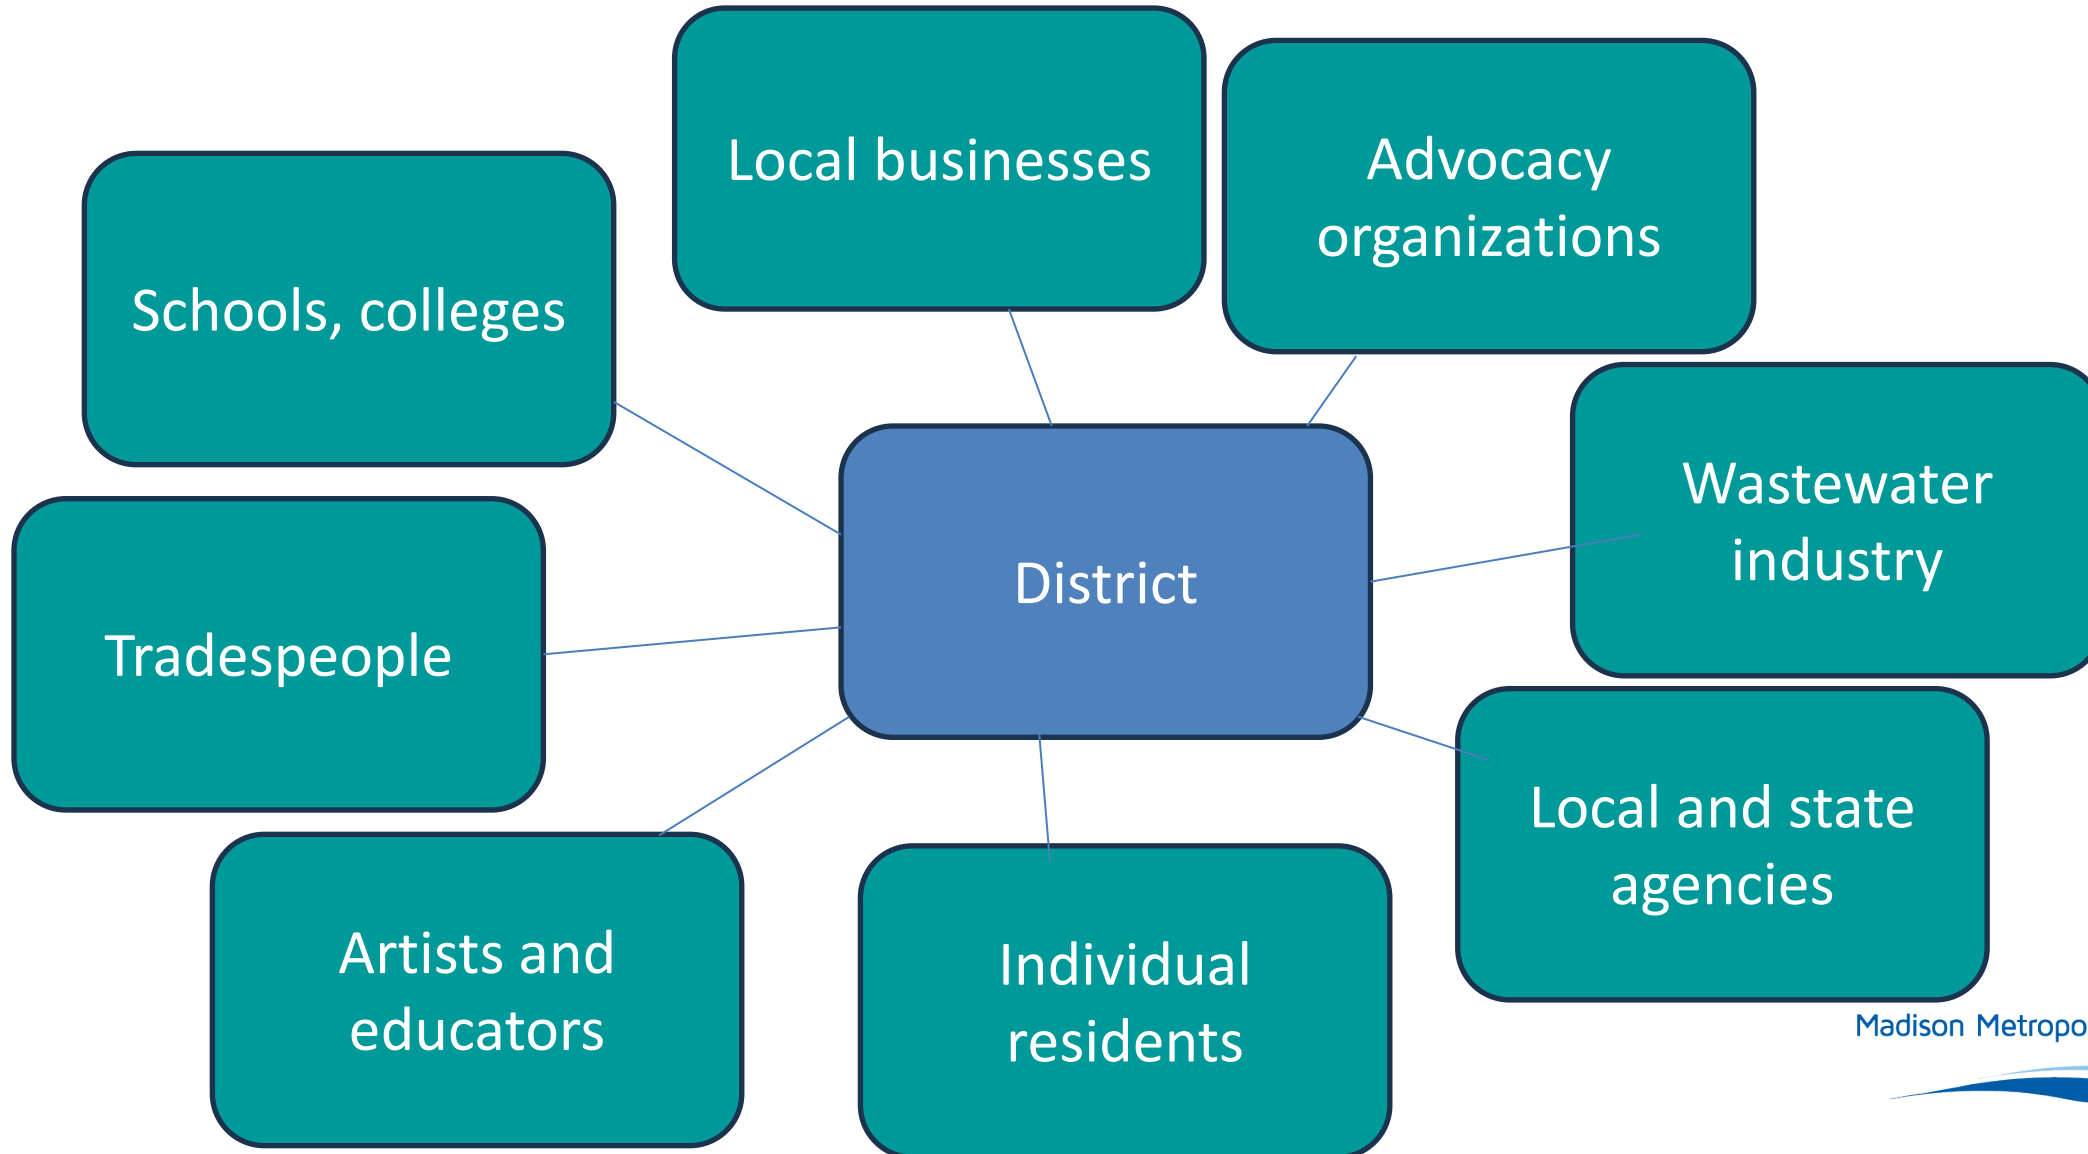 Local businesses
Advocacy
organizations
Schools, colleges
Wastewater
industry
District
Tradespeople
Local and state
agencies
Artists and
educators
Individual
residents
Madison